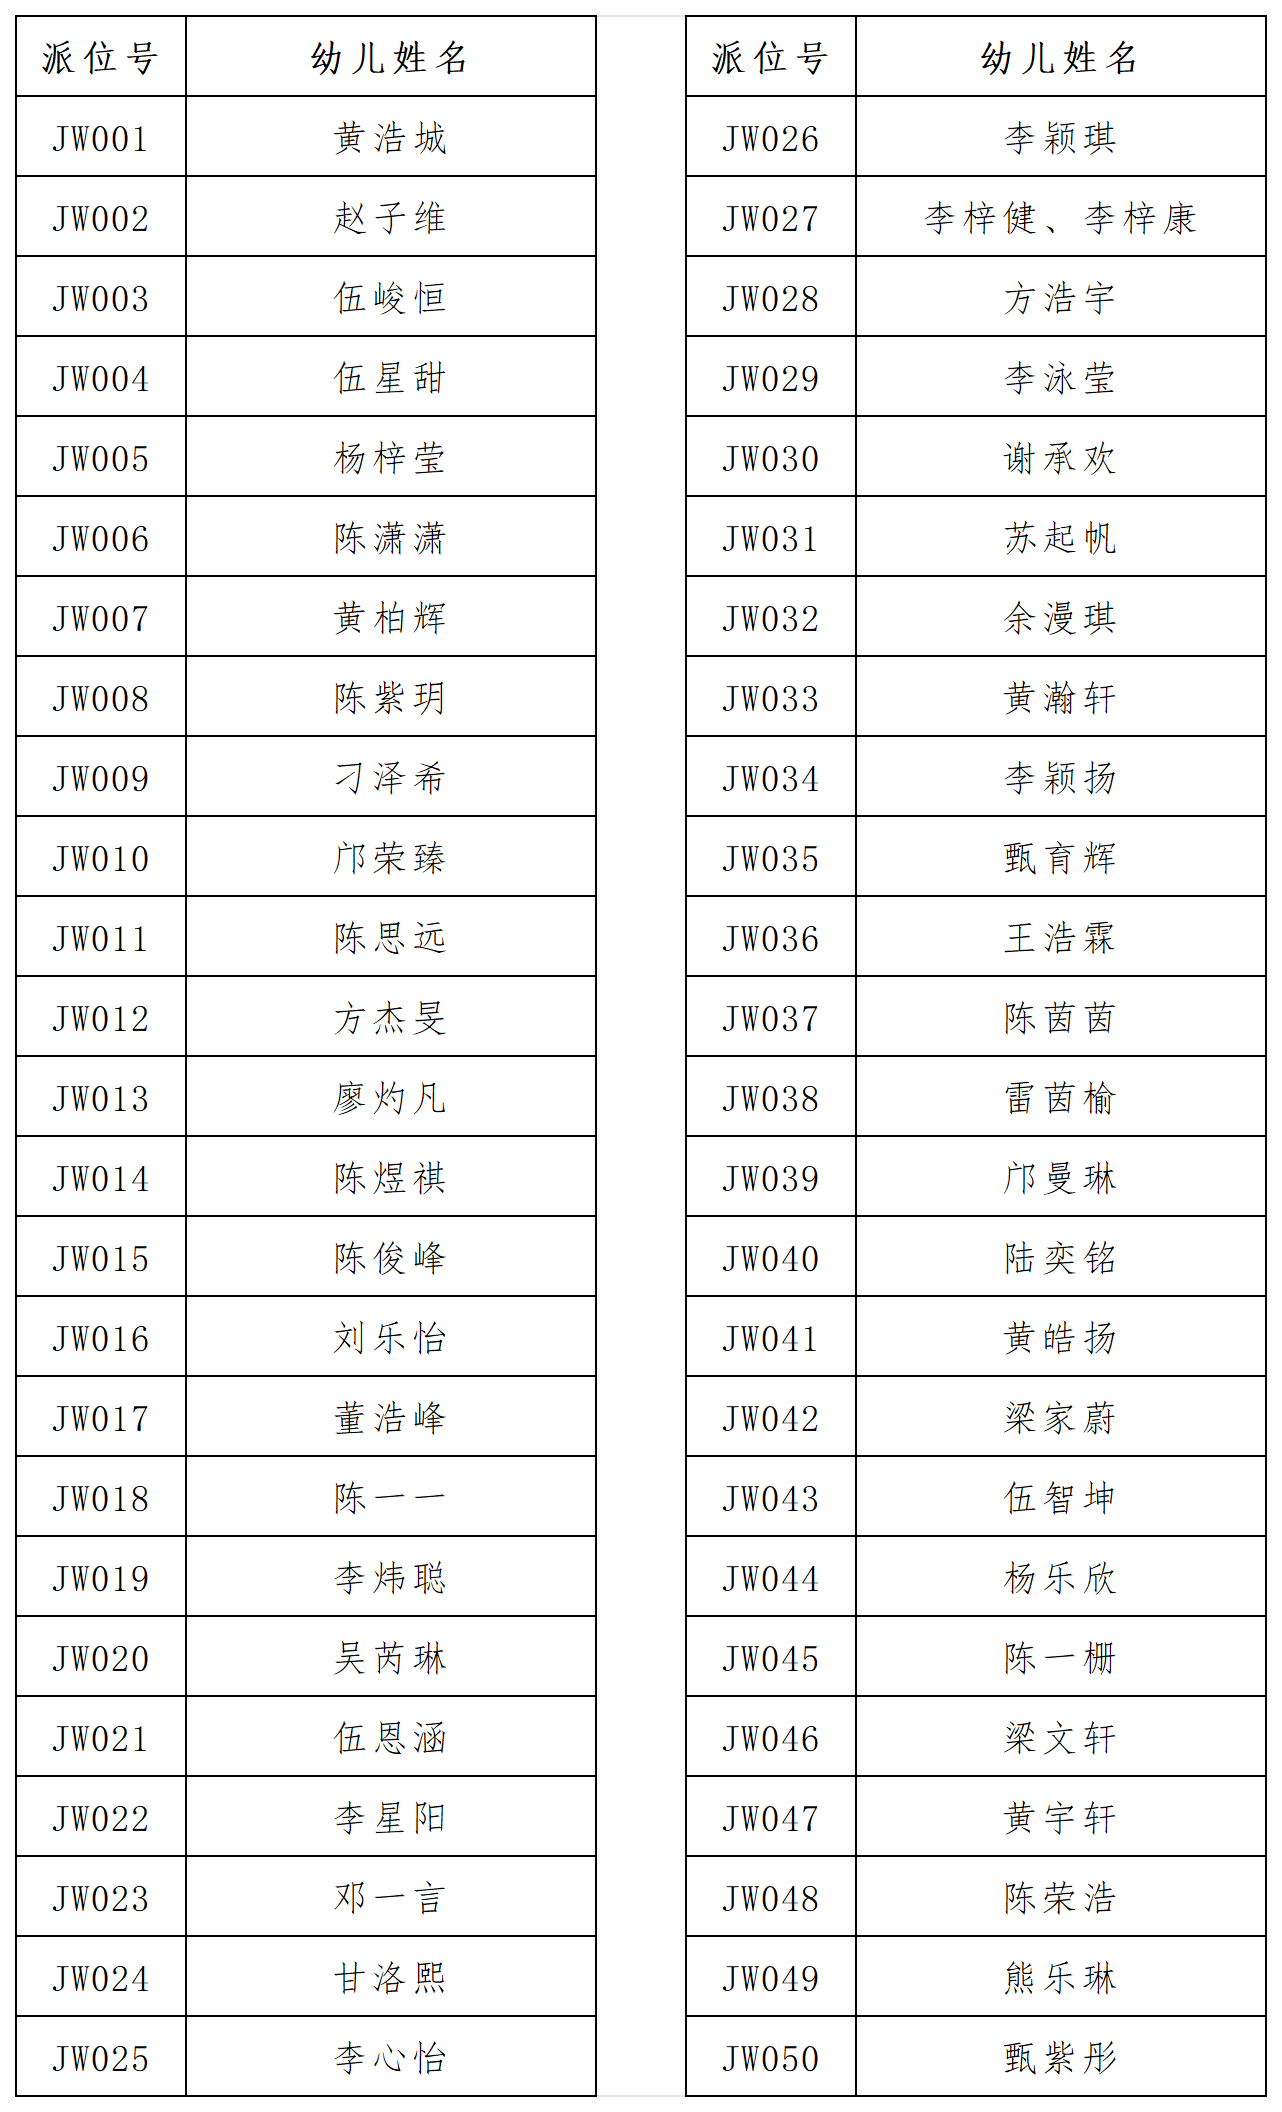 派位号 幼儿姓名
JW001 黄浩城
JW002 赵子维
JW003 伍峻恒
JW004 伍星甜
JW005 杨梓莹
JW006 陈潇潇
JW007 黄柏辉
JW008 陈紫玥
JW009 刁泽希
JW010 邝荣臻
JW011 陈思远
JW012 方杰旻
JW013 廖灼凡
JW014 陈煜祺
JW015 陈俊峰
JW016 刘乐怡
JW017 董浩峰
JW018 陈一一
JW019 李炜聪
JW020 吴芮琳
JW021 伍恩涵
JW022 李星阳
JW023 邓一言
JW024 甘洛熙
JW025 李心怡
派位号 幼儿姓名
JW026 李颖琪
JW027 李梓健、李梓康
JW028 方浩宇
JW029 李泳莹
JW030 谢承欢
JW031 苏起帆
JW032 余漫琪
JW033 黄瀚轩
JW034 李颖扬
JW035 甄育辉
JW036 王浩霖
JW037 陈茵茵
JW038 雷茵榆
JW039 邝曼琳
JW040 陆奕铭
JW041 黄皓扬
JW042 梁家蔚
JW043 伍智坤
JW044 杨乐欣
JW045 陈一栅
JW046 梁文轩
JW047 黄宇轩
JW048 陈荣浩
JW049 熊乐琳
JW050 甄紫彤